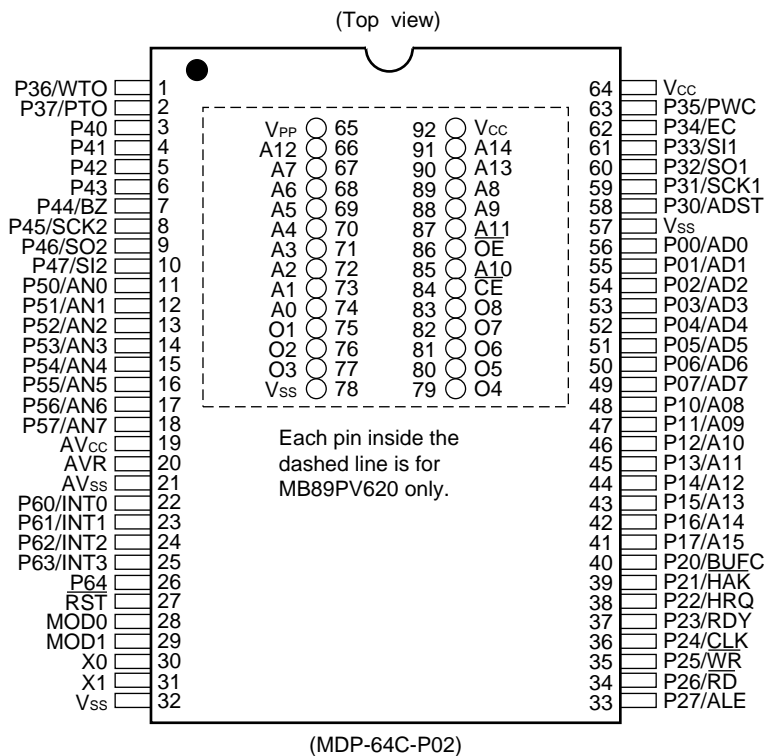 (Top view)
P36/WTO 1
P37/PTO 2
P40 3
P41 4
P42 5
P43 6
P44/BZ 7
P45/SCK2 8
P46/SO2 9
P47/SI2 10
P50/AN0 11
P51/AN1 12
P52/AN2 13
P53/AN3 14
P54/AN4 15
P55/AN5 16
P56/AN6 17
P57/AN7 18
AVCC 19
AVR 20
AVSS 21
P60/INT0 22
P61/INT1 23
P62/INT2 24
P63/INT3 25
P64 26
R̅S̅T̅ 27
MOD0 28
MOD1 29
X0 30
X1 31
VSS 32
VPP 65 92 VCC
A12 66 91 A14
A7 67 90 A13
A6 68 89 A8
A5 69 88 A9
A4 70 87 A11
A3 71 86 O̅E̅
A2 72 85 A10
A1 73 84 C̅E̅
A0 74 83 O8
O1 75 82 O7
O2 76 81 O6
O3 77 80 O5
VSS 78 79 O4
Each pin inside the
dashed line is for
MB89PV620 only.
64 VCC
63 P35/PWC
62 P34/EC
61 P33/SI1
60 P32/SO1
59 P31/SCK1
58 P30/ADST
57 VSS
56 P00/AD0
55 P01/AD1
54 P02/AD2
53 P03/AD3
52 P04/AD4
51 P05/AD5
50 P06/AD6
49 P07/AD7
48 P10/A08
47 P11/A09
46 P12/A10
45 P13/A11
44 P14/A12
43 P15/A13
42 P16/A14
41 P17/A15
40 P20/BUFC
39 P21/H̅A̅K̅
38 P22/HRQ
37 P23/RDY
36 P24/CLK
35 P25/W̅R̅
34 P26/R̅D̅
33 P27/ALE
(MDP-64C-P02)